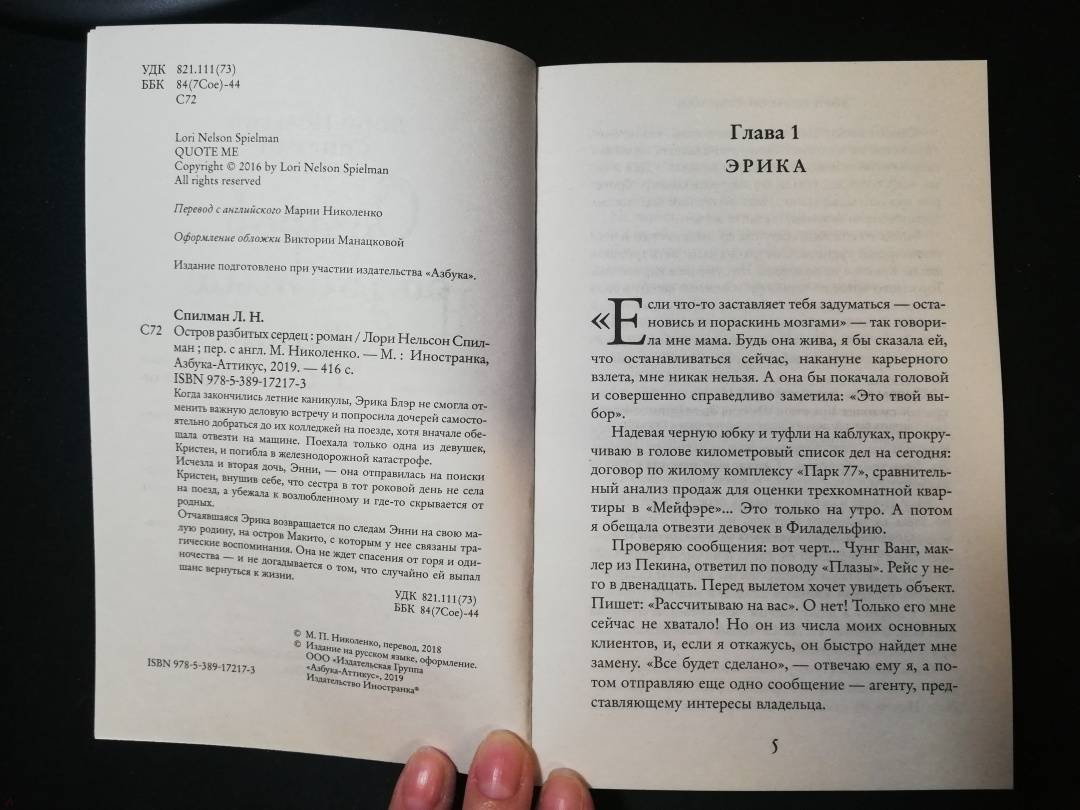 УДК 821.111(73)
ББК 84(7Сое)-44
С72
Lori Nelson Spielman
QUOTE ME
Copyright © 2016 by Lori Nelson Spielman
All rights reserved
Перевод с английского Марии Николенко
Оформление обложки Виктории Манацковой
Издание подготовлено при участии издательства «Азбука».
Спилман Л. Н.
С72 Остров разбитых сердец : роман / Лори Нельсон Спил-
ман ; пер. с англ. М. Николенко. — М. : Иностранка,
Азбука-Аттикус, 2019. — 416 с.
ISBN 978-5-389-17217-3
Когда закончились летние каникулы, Эрика Блэр не смогла от-
менить важную деловую встречу и попросила дочерей самосто-
ятельно добраться до их колледжей на поезде, хотя вначале обе-
щала отвезти на машине. Поехала только одна из девушек,
Кристен, и погибла в железнодорожной катастрофе.
Исчезла и вторая дочь, Энни, — она отправилась на поиски
Кристен, внушив себе, что сестра в тот роковой день не села
на поезд, а убежала к возлюбленному и где-то скрывается от
родных.
Отчаявшаяся Эрика возвращается по следам Энни на свою ма-
лую родину, на остров Макито, с которым у нее связаны тра-
гические воспоминания. Она не ждет спасения от горя и оди-
ночества — и не догадывается о том, что случайно ей выпал
шанс вернуться к жизни.
УДК 821.111(73)
ББК 84(7Сое)-44
© М. П. Николенко, перевод, 2018
© Издание на русском языке, оформление.
ООО «Издательская Группа
«Азбука-Аттикус», 2019
Издательство Иностранка®
ISBN 978-5-389-17217-3
Глава 1
ЭРИКА
«Если что-то заставляет тебя задуматься — оста-
новись и пораскинь мозгами» — так говори-
ла мне мама. Будь она жива, я бы сказала ей,
что останавливаться сейчас, накануне карьерного
взлета, мне никак нельзя. А она бы покачала головой
и совершенно справедливо заметила: «Это твой вы-
бор».
Надевая черную юбку и туфли на каблуках, прокру-
чиваю в голове километровый список дел на сегодня:
договор по жилому комплексу «Парк 77», сравнитель-
ный анализ продаж для оценки трехкомнатной квар-
тиры в «Мейфэре»... Это только на утро. А потом
я обещала отвезти девочек в Филадельфию.
Проверяю сообщения: вот черт... Чунг Ванг, мак-
лер из Пекина, ответил по поводу «Плазы». Рейс у не-
го в двенадцать. Перед вылетом хочет увидеть объект.
Пишет: «Рассчитываю на вас». О нет! Только его мне
сейчас не хватало! Но он из числа моих основных
клиентов, и, если я откажусь, он быстро найдет мне
замену. «Все будет сделано», — отвечаю ему я, а по-
том отправляю еще одно сообщение — агенту, пред-
ставляющему интересы владельца.
5